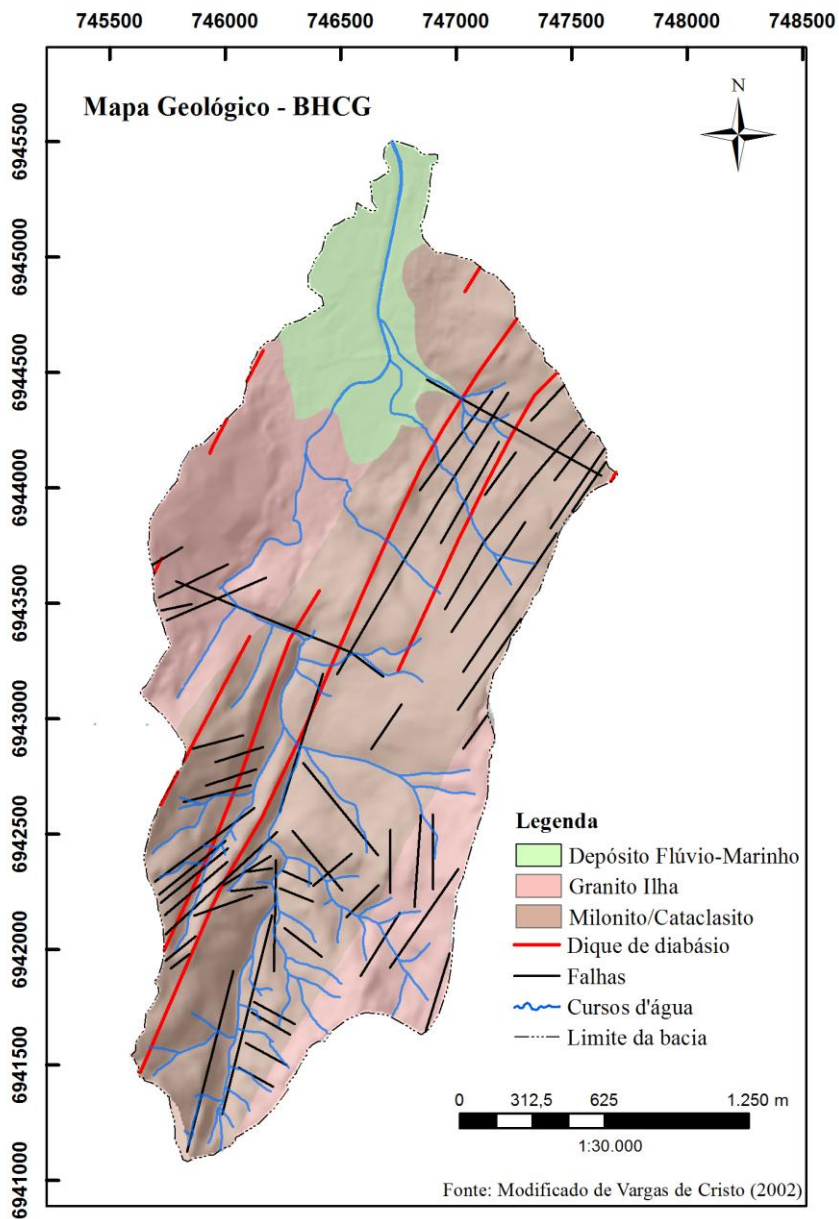 745500 746000 746500 747000 747500 748000 748500
Mapa Geológico - BHCG
N
6945500
6945000
6944500
6944000
6943500
6943000
6942500
6942000
6941500
6941000
Legenda
Depósito Flúvio-Marinho
Granito Ilha
Milonito/Cataclasito
Dique de diabásio
Falhas
Cursos d'água
Limite da bacia
0 312,5 625 1.250 m
1:30.000
Fonte: Modificado de Vargas de Cristo (2002)